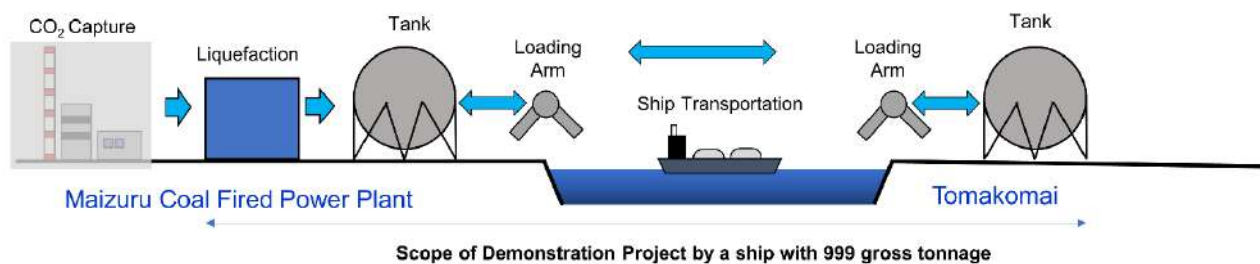 CO₂ Capture
Liquefaction
Tank
Loading
Arm
Ship Transportation
Loading
Arm
Tank
Maizuru Coal Fired Power Plant
Tomakomai
Scope of Demonstration Project by a ship with 999 gross tonnage